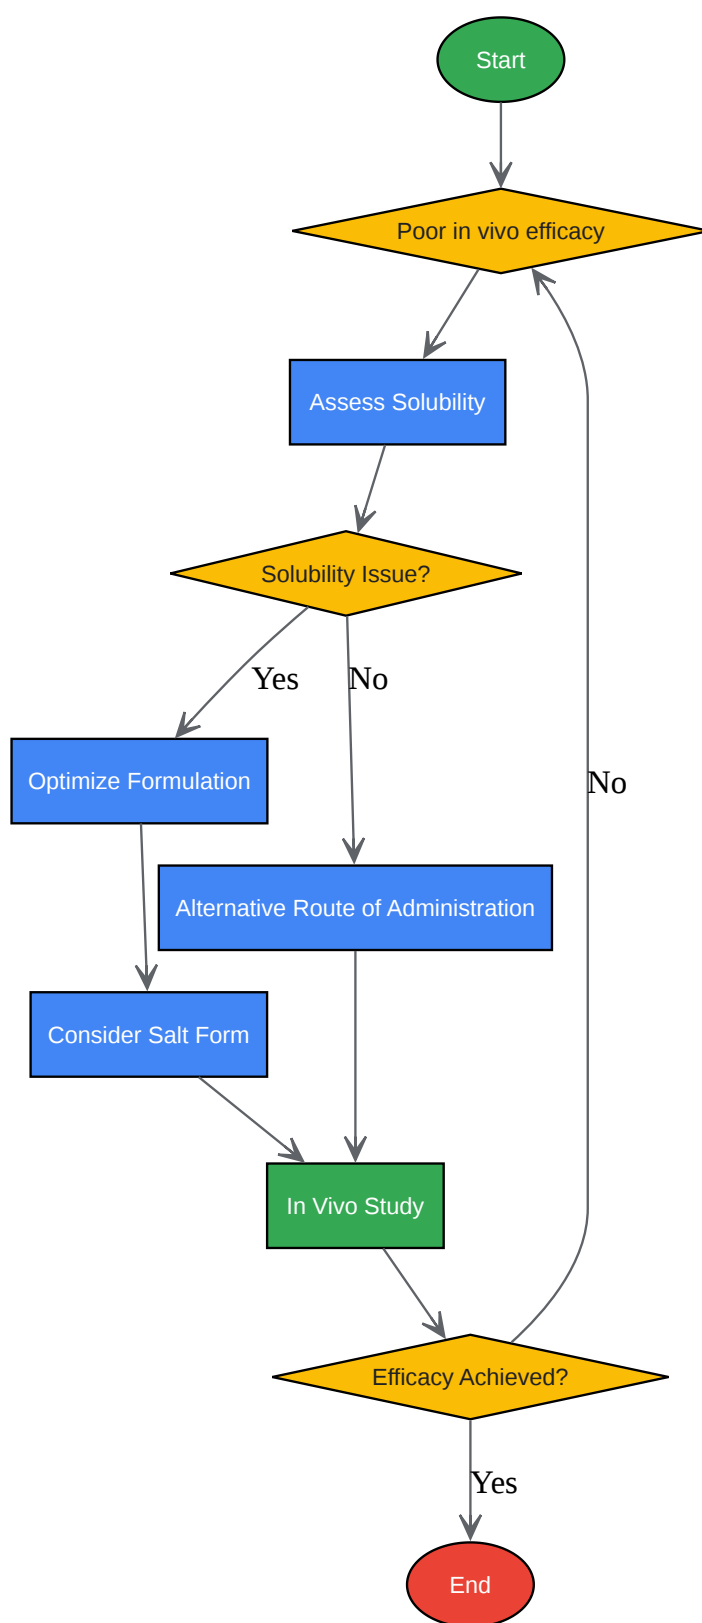 Start
Poor in vivo efficacy
Assess Solubility
Solubility Issue?
Yes
No
Optimize Formulation
No
Alternative Route of Administration
Consider Salt Form
In Vivo Study
Efficacy Achieved?
Yes
End